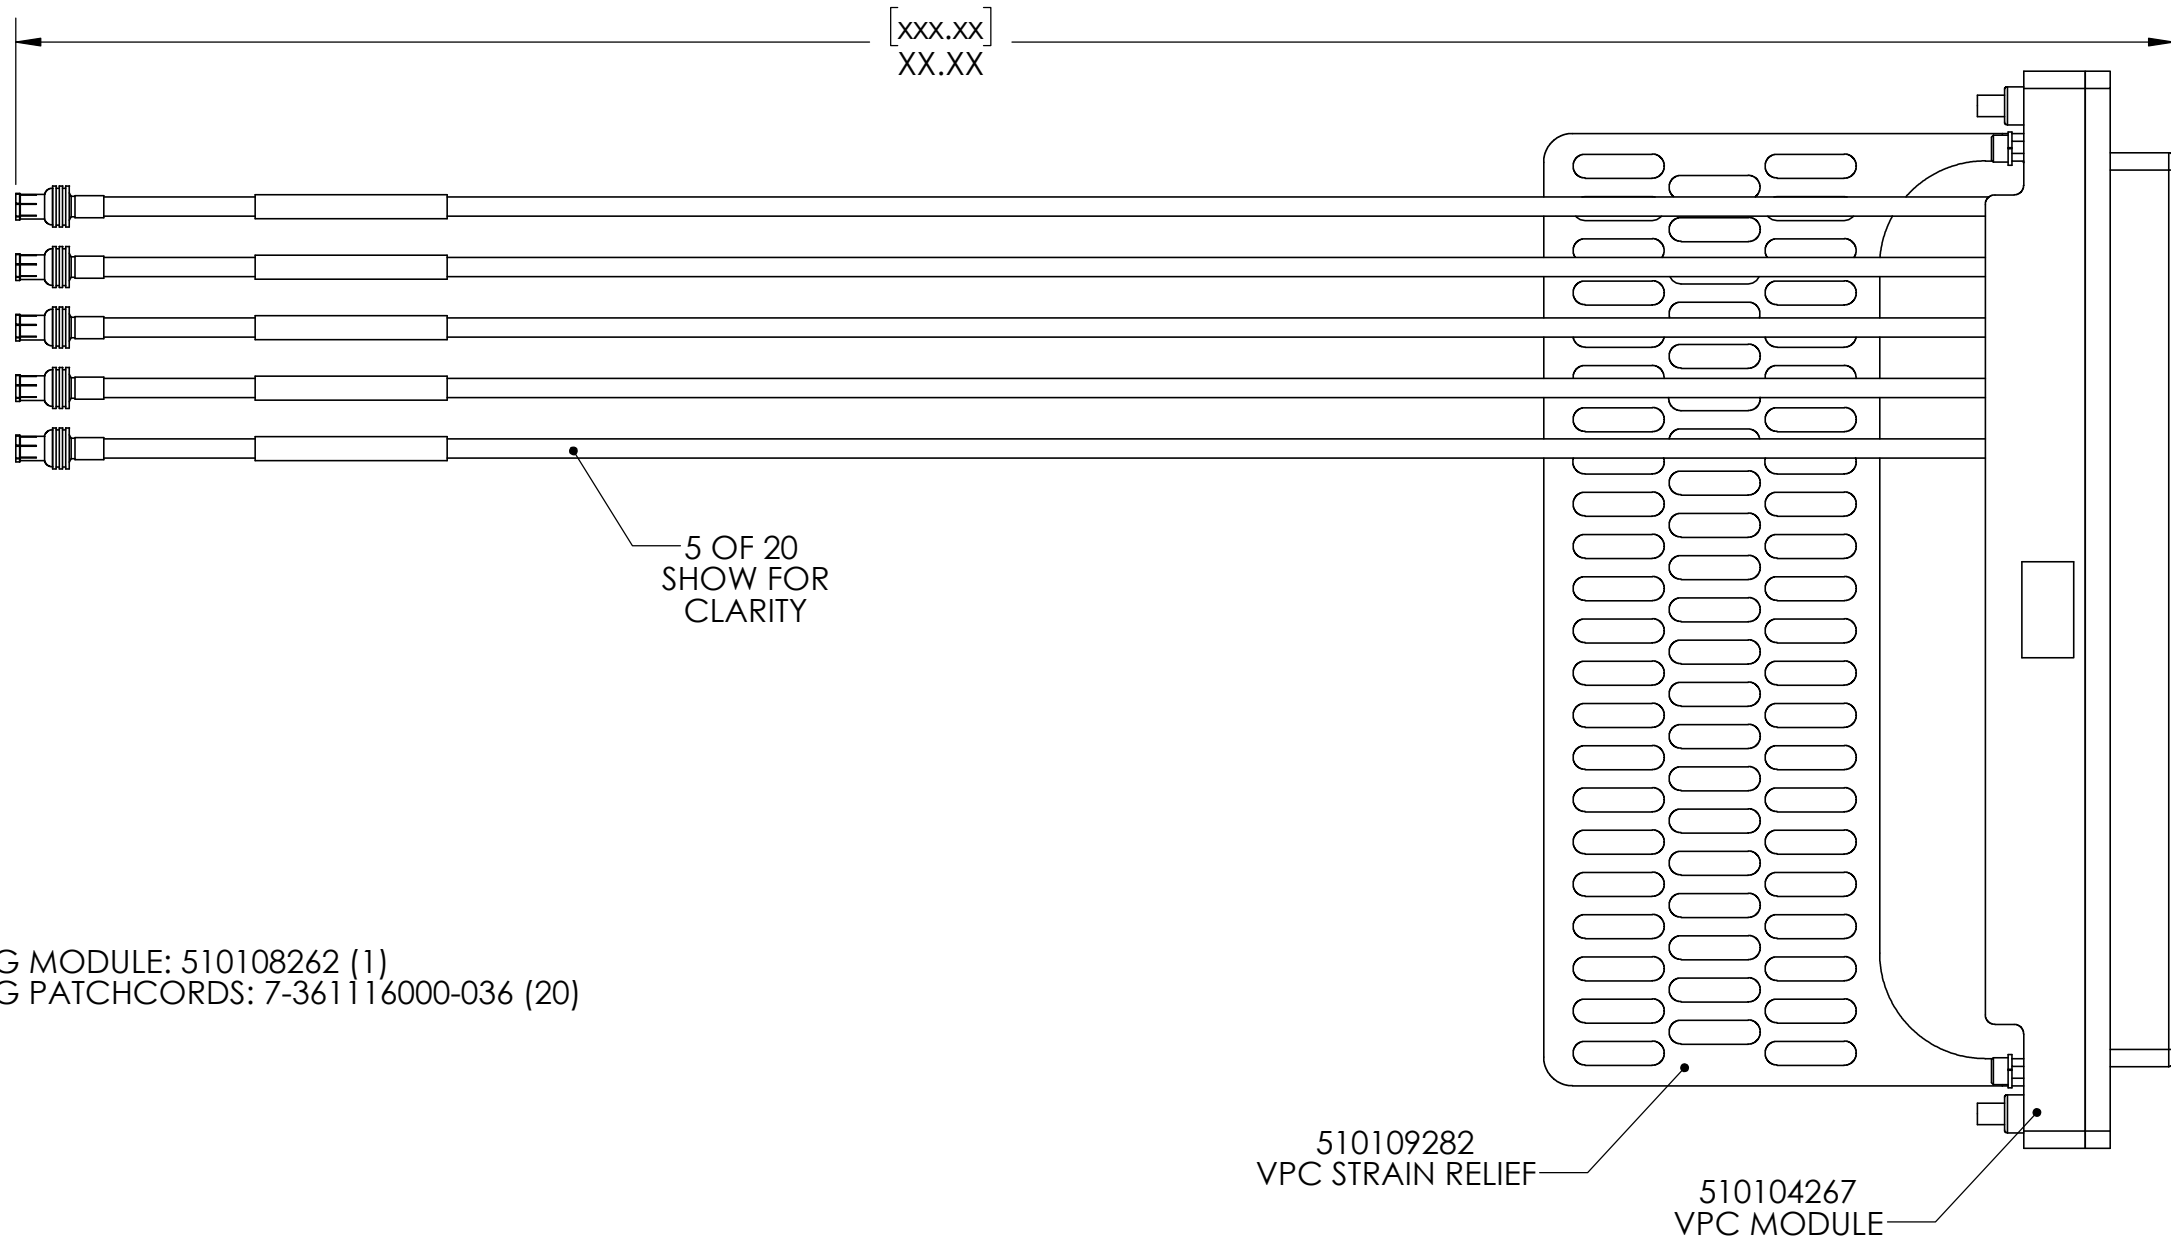 [xxx.xx]
XX.XX
5 OF 20
SHOW FOR
CLARITY
G MODULE: 510108262 (1)
G PATCHCORDS: 7-361116000-036 (20)
510109282
VPC STRAIN RELIEF
510104267
VPC MODULE